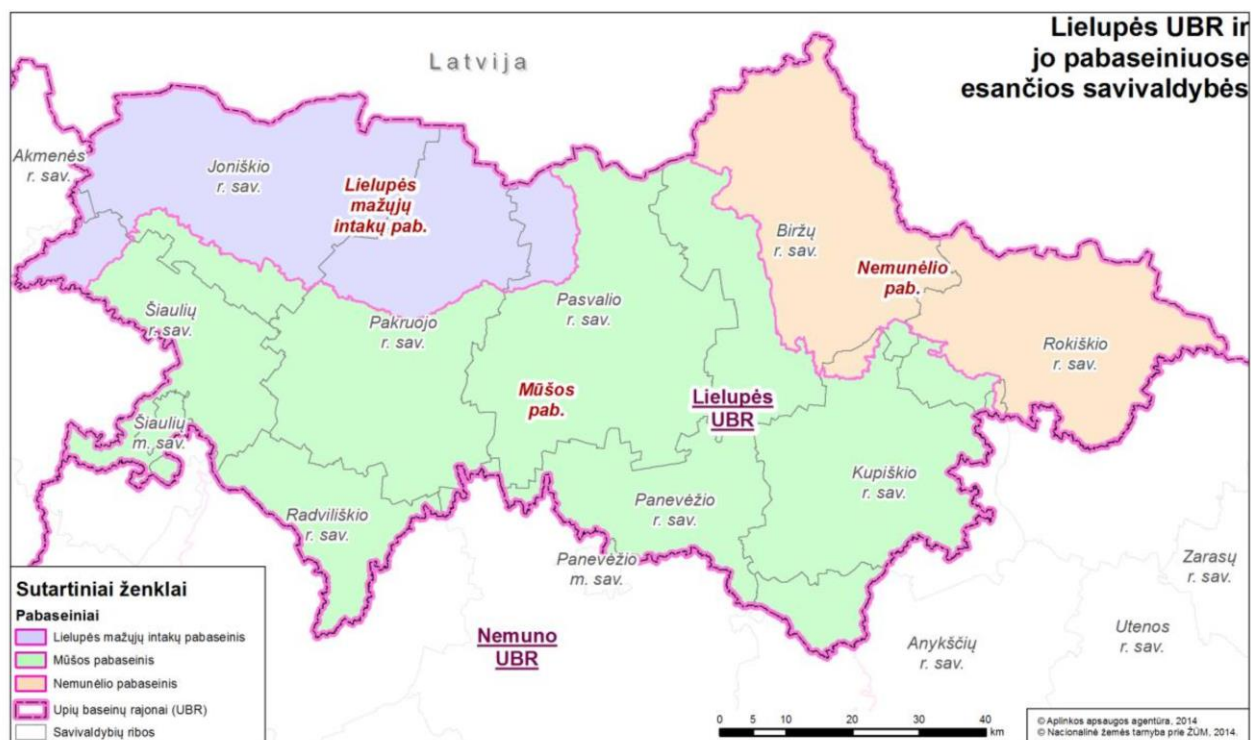 Lielupės UBR ir
jo pabaseiniuose
esančios savivaldybės
Latvija
Akmenės
r. sav.
Joniškio
r. sav.
Lielupės
mažųjų
intakų pab.
Biržų
r. sav.
Nemunėlio
pab.
Šiaulių
r. sav.
Pakruojo
r. sav.
Pasvalio
r. sav.
Rokiškio
r. sav.
Mūšos
pab.
Lielupės
UBR
Šiaulių
m. sav.
Kupiškio
r. sav.
Radviliškio
r. sav.
Panevėžio
r. sav.
Panevėžio
m. sav.
Zarasų
r. sav.
Nemuno
UBR
Anykščių
r. sav.
Utenos
r. sav.
Sutartiniai ženklai
Pabaseiniai
Lielupės mažųjų intakų pabaseinis
Mūšos pabaseinis
Nemunėlio pabaseinis
Upių baseinų rajonai (UBR)
Savivaldybių ribos
0 5 10 20 30 40
km
© Aplinkos apsaugos agentūra, 2014
© Nacionalinė žemės tarnyba prie ŽŪM, 2014.